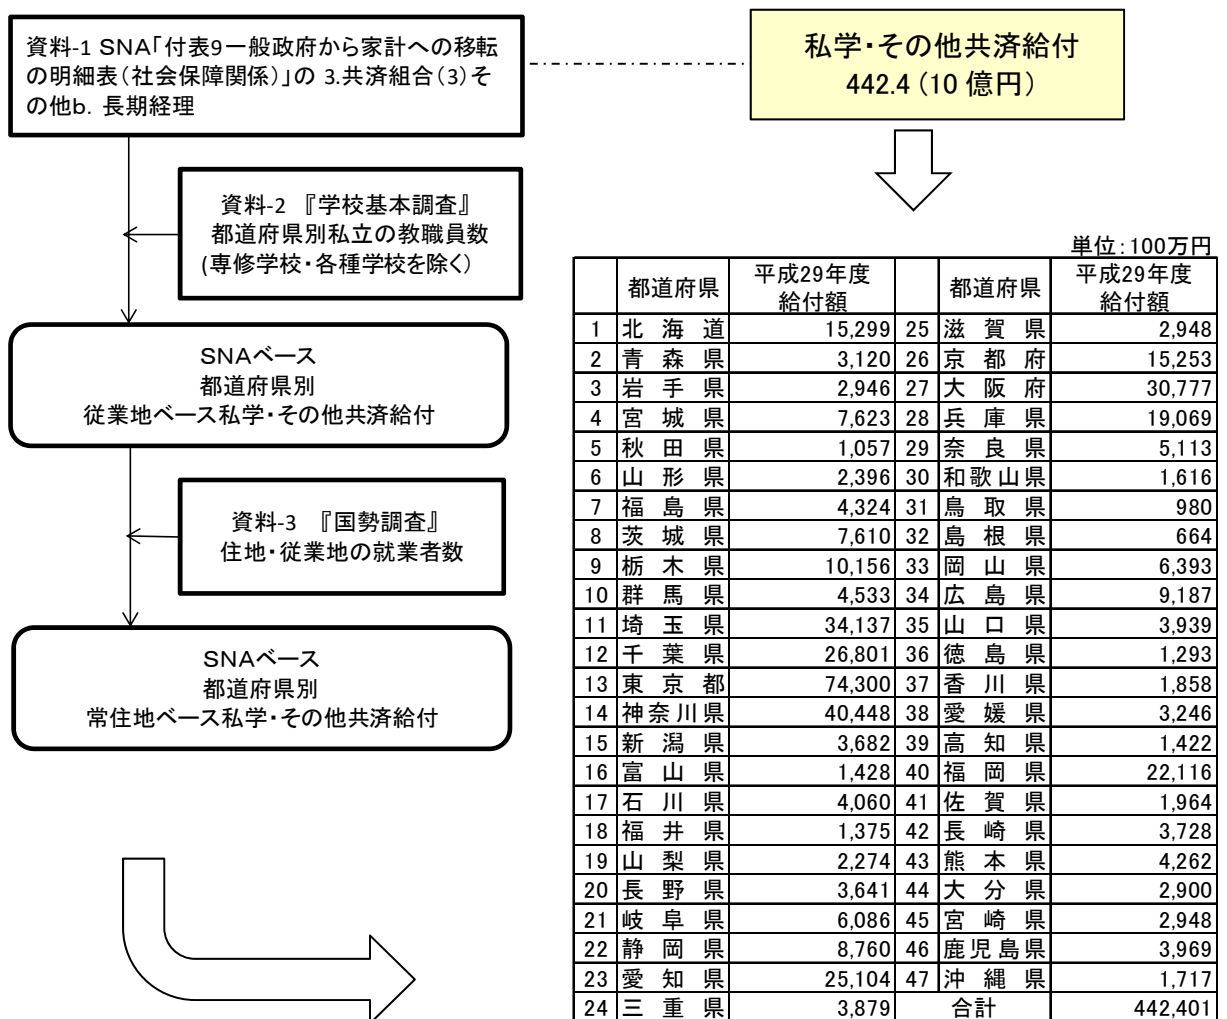 資料-1 SNA「付表9一般政府から家計への移転
の明細表(社会保障関係)」の 3.共済組合(3)そ
の他b. 長期経理
私学・その他共済給付
442.4 (10 億円)
資料-2 『学校基本調査』
都道府県別私立の教職員数
(専修学校・各種学校を除く)
SNAベース
都道府県別
従業地ベース私学・その他共済給付
資料-3 『国勢調査』
住地・従業地の就業者数
SNAベース
都道府県別
常住地ベース私学・その他共済給付
単位:100万円
都道府県 平成29年度 給付額 都道府県 平成29年度 給付額
1 北海道 15,299 25 滋賀県 2,948
2 青森県 3,120 26 京都府 15,253
3 岩手県 2,946 27 大阪府 30,777
4 宮城県 7,623 28 兵庫県 19,069
5 秋田県 1,057 29 奈良県 5,113
6 山形県 2,396 30 和歌山県 1,616
7 福島県 4,324 31 鳥取県 980
8 茨城県 7,610 32 島根県 664
9 栃木県 10,156 33 岡山県 6,393
10 群馬県 4,533 34 広島県 9,187
11 埼玉県 34,137 35 山口県 3,939
12 千葉県 26,801 36 徳島県 1,293
13 東京都 74,300 37 香川県 1,858
14 神奈川県 40,448 38 愛媛県 3,246
15 新潟県 3,682 39 高知県 1,422
16 富山県 1,428 40 福岡県 22,116
17 石川県 4,060 41 佐賀県 1,964
18 福井県 1,375 42 長崎県 3,728
19 山梨県 2,274 43 熊本県 4,262
20 長野県 3,641 44 大分県 2,900
21 岐阜県 6,086 45 宮崎県 2,948
22 静岡県 8,760 46 鹿児島県 3,969
23 愛知県 25,104 47 沖縄県 1,717
24 三重県 3,879 合計 442,401